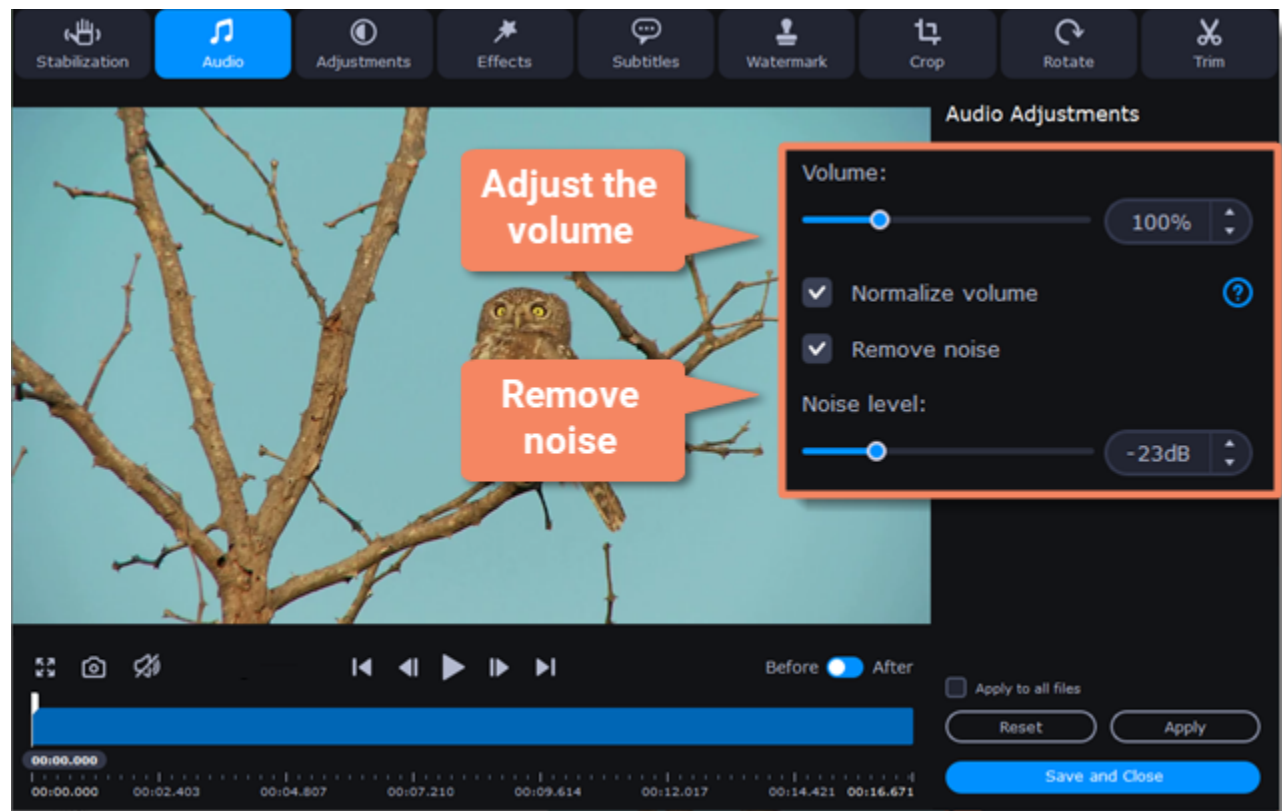 Stabilization
Audio
Adjustments
Effects
Subtitles
Watermark
Crop
Rotate
Trim
Audio Adjustments
Adjust the
volume
Volume:
100%
Normalize volume
?
Remove noise
Remove
noise
Noise level:
-23dB
Before
After
Apply to all files
Reset
Apply
Save and Close
00:00.000
00:00.000 00:02.403 00:04.807 00:07.210 00:09.614 00:12.017 00:14.421 00:16.671